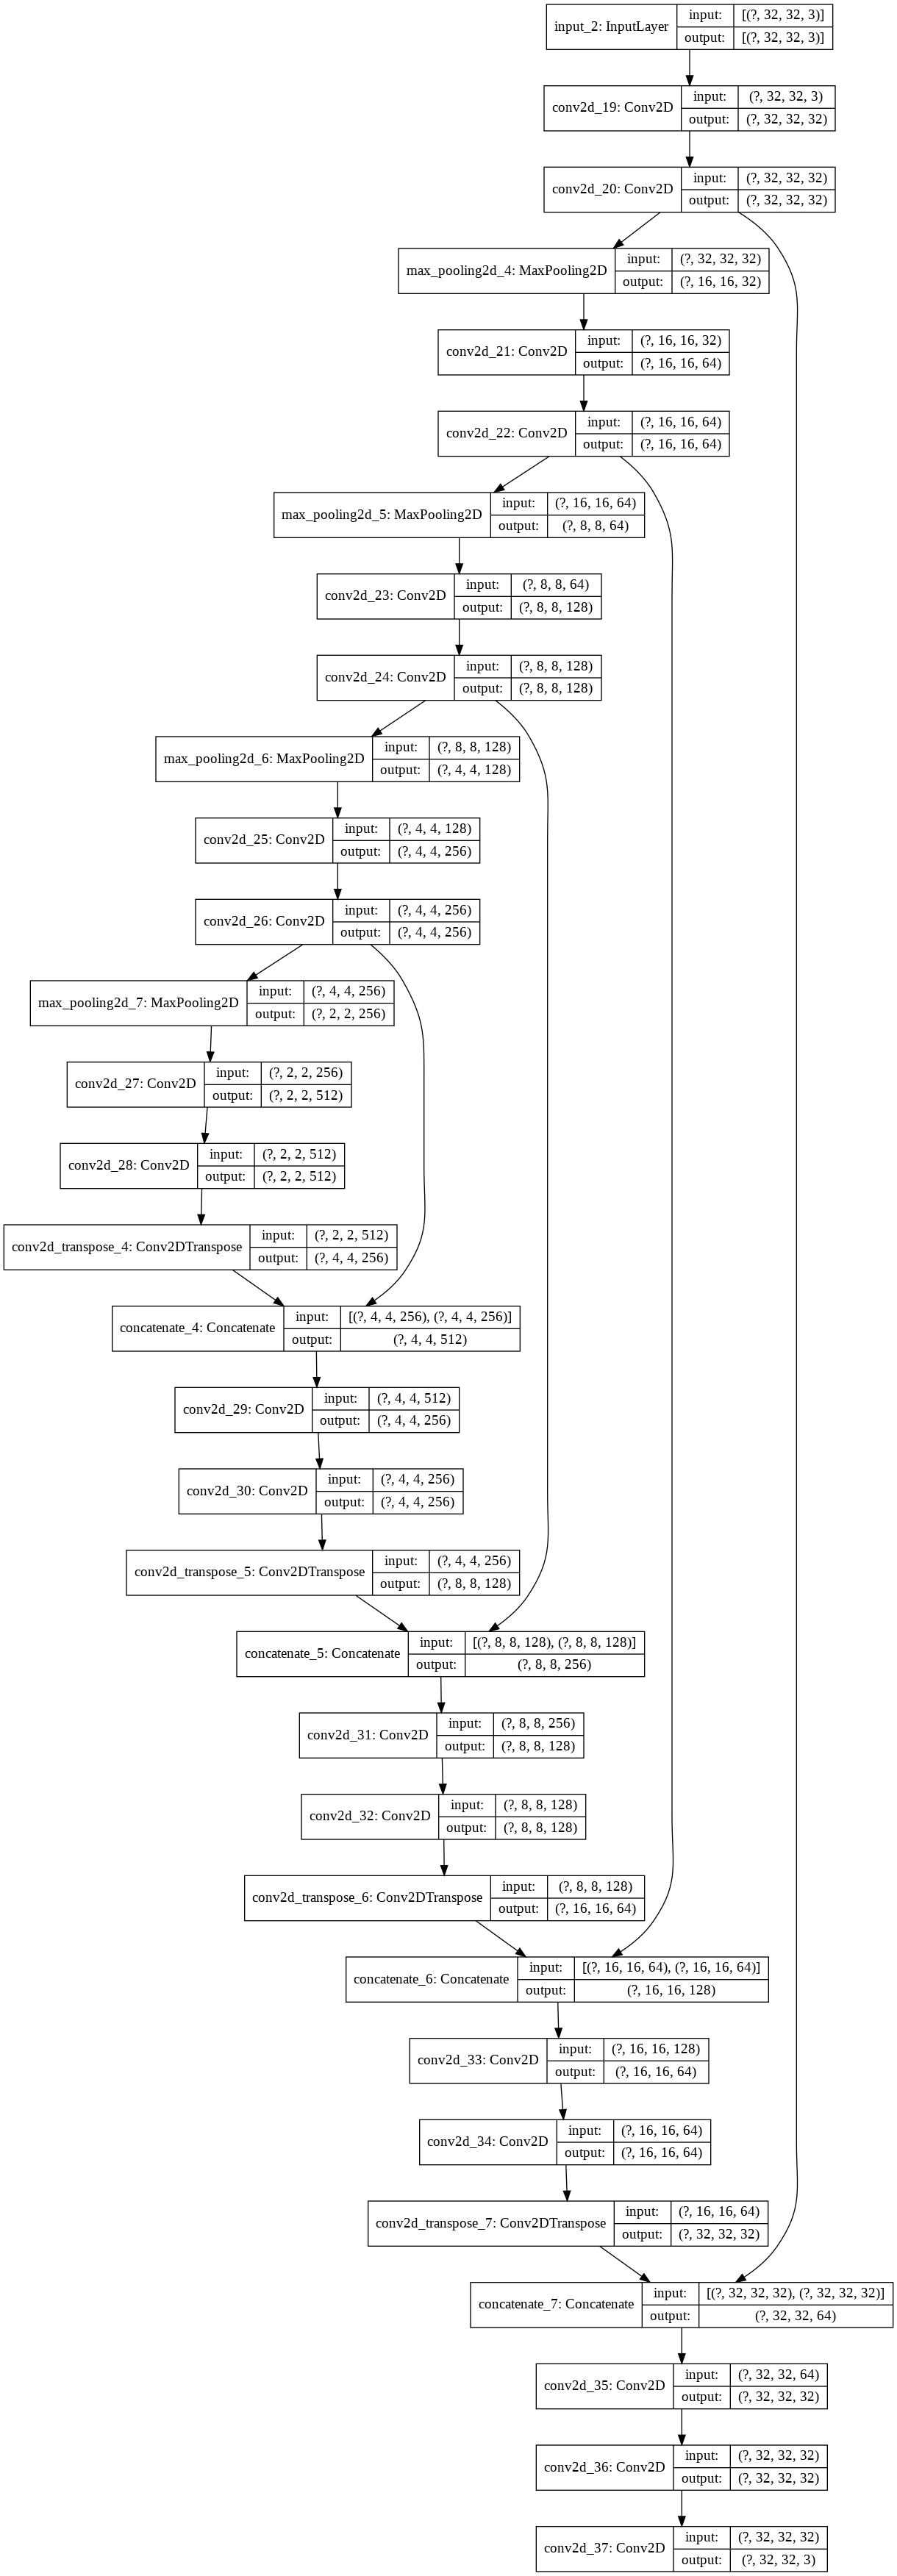 input_2: InputLayer
input: [(?, 32, 32, 3)]
output: [(?, 32, 32, 3)]
conv2d_19: Conv2D
input: (?, 32, 32, 3)
output: (?, 32, 32, 32)
conv2d_20: Conv2D
input: (?, 32, 32, 32)
output: (?, 32, 32, 32)
max_pooling2d_4: MaxPooling2D
input: (?, 32, 32, 32)
output: (?, 16, 16, 32)
conv2d_21: Conv2D
input: (?, 16, 16, 32)
output: (?, 16, 16, 64)
conv2d_22: Conv2D
input: (?, 16, 16, 64)
output: (?, 16, 16, 64)
max_pooling2d_5: MaxPooling2D
input: (?, 16, 16, 64)
output: (?, 8, 8, 64)
conv2d_23: Conv2D
input: (?, 8, 8, 64)
output: (?, 8, 8, 128)
conv2d_24: Conv2D
input: (?, 8, 8, 128)
output: (?, 8, 8, 128)
max_pooling2d_6: MaxPooling2D
input: (?, 8, 8, 128)
output: (?, 4, 4, 128)
conv2d_25: Conv2D
input: (?, 4, 4, 128)
output: (?, 4, 4, 256)
conv2d_26: Conv2D
input: (?, 4, 4, 256)
output: (?, 4, 4, 256)
max_pooling2d_7: MaxPooling2D
input: (?, 4, 4, 256)
output: (?, 2, 2, 256)
conv2d_27: Conv2D
input: (?, 2, 2, 256)
output: (?, 2, 2, 512)
conv2d_28: Conv2D
input: (?, 2, 2, 512)
output: (?, 2, 2, 512)
conv2d_transpose_4: Conv2DTranspose
input: (?, 2, 2, 512)
output: (?, 4, 4, 256)
concatenate_4: Concatenate
input: [(?, 4, 4, 256), (?, 4, 4, 256)]
output: (?, 4, 4, 512)
conv2d_29: Conv2D
input: (?, 4, 4, 512)
output: (?, 4, 4, 256)
conv2d_30: Conv2D
input: (?, 4, 4, 256)
output: (?, 4, 4, 256)
conv2d_transpose_5: Conv2DTranspose
input: (?, 4, 4, 256)
output: (?, 8, 8, 128)
concatenate_5: Concatenate
input: [(?, 8, 8, 128), (?, 8, 8, 128)]
output: (?, 8, 8, 256)
conv2d_31: Conv2D
input: (?, 8, 8, 256)
output: (?, 8, 8, 128)
conv2d_32: Conv2D
input: (?, 8, 8, 128)
output: (?, 8, 8, 128)
conv2d_transpose_6: Conv2DTranspose
input: (?, 8, 8, 128)
output: (?, 16, 16, 64)
concatenate_6: Concatenate
input: [(?, 16, 16, 64), (?, 16, 16, 64)]
output: (?, 16, 16, 128)
conv2d_33: Conv2D
input: (?, 16, 16, 128)
output: (?, 16, 16, 64)
conv2d_34: Conv2D
input: (?, 16, 16, 64)
output: (?, 16, 16, 64)
conv2d_transpose_7: Conv2DTranspose
input: (?, 16, 16, 64)
output: (?, 32, 32, 32)
concatenate_7: Concatenate
input: [(?, 32, 32, 32), (?, 32, 32, 32)]
output: (?, 32, 32, 64)
conv2d_35: Conv2D
input: (?, 32, 32, 64)
output: (?, 32, 32, 32)
conv2d_36: Conv2D
input: (?, 32, 32, 32)
output: (?, 32, 32, 32)
conv2d_37: Conv2D
input: (?, 32, 32, 32)
output: (?, 32, 32, 3)